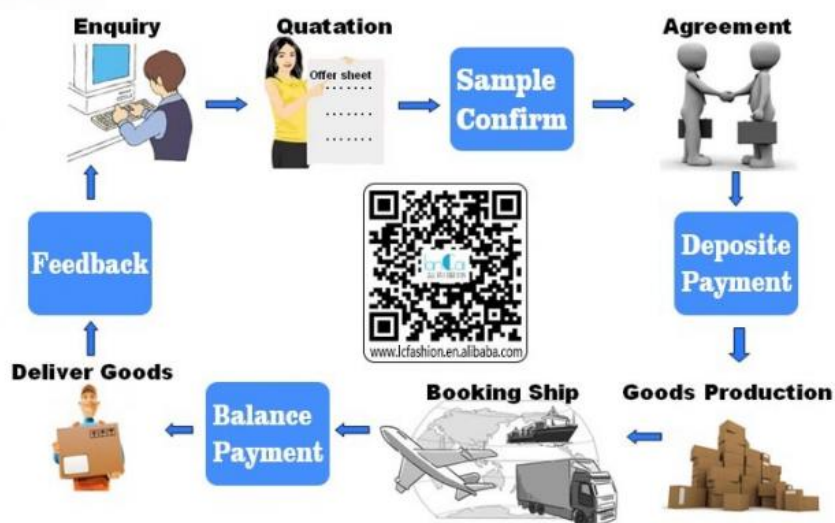 Enquiry
Quatation
Agreement
Offer sheet
Sample
Confirm
Feedback
Deposite
Payment
www.lcfashion.en.alibaba.com
Deliver Goods
Balance
Payment
Booking Ship
Goods Production